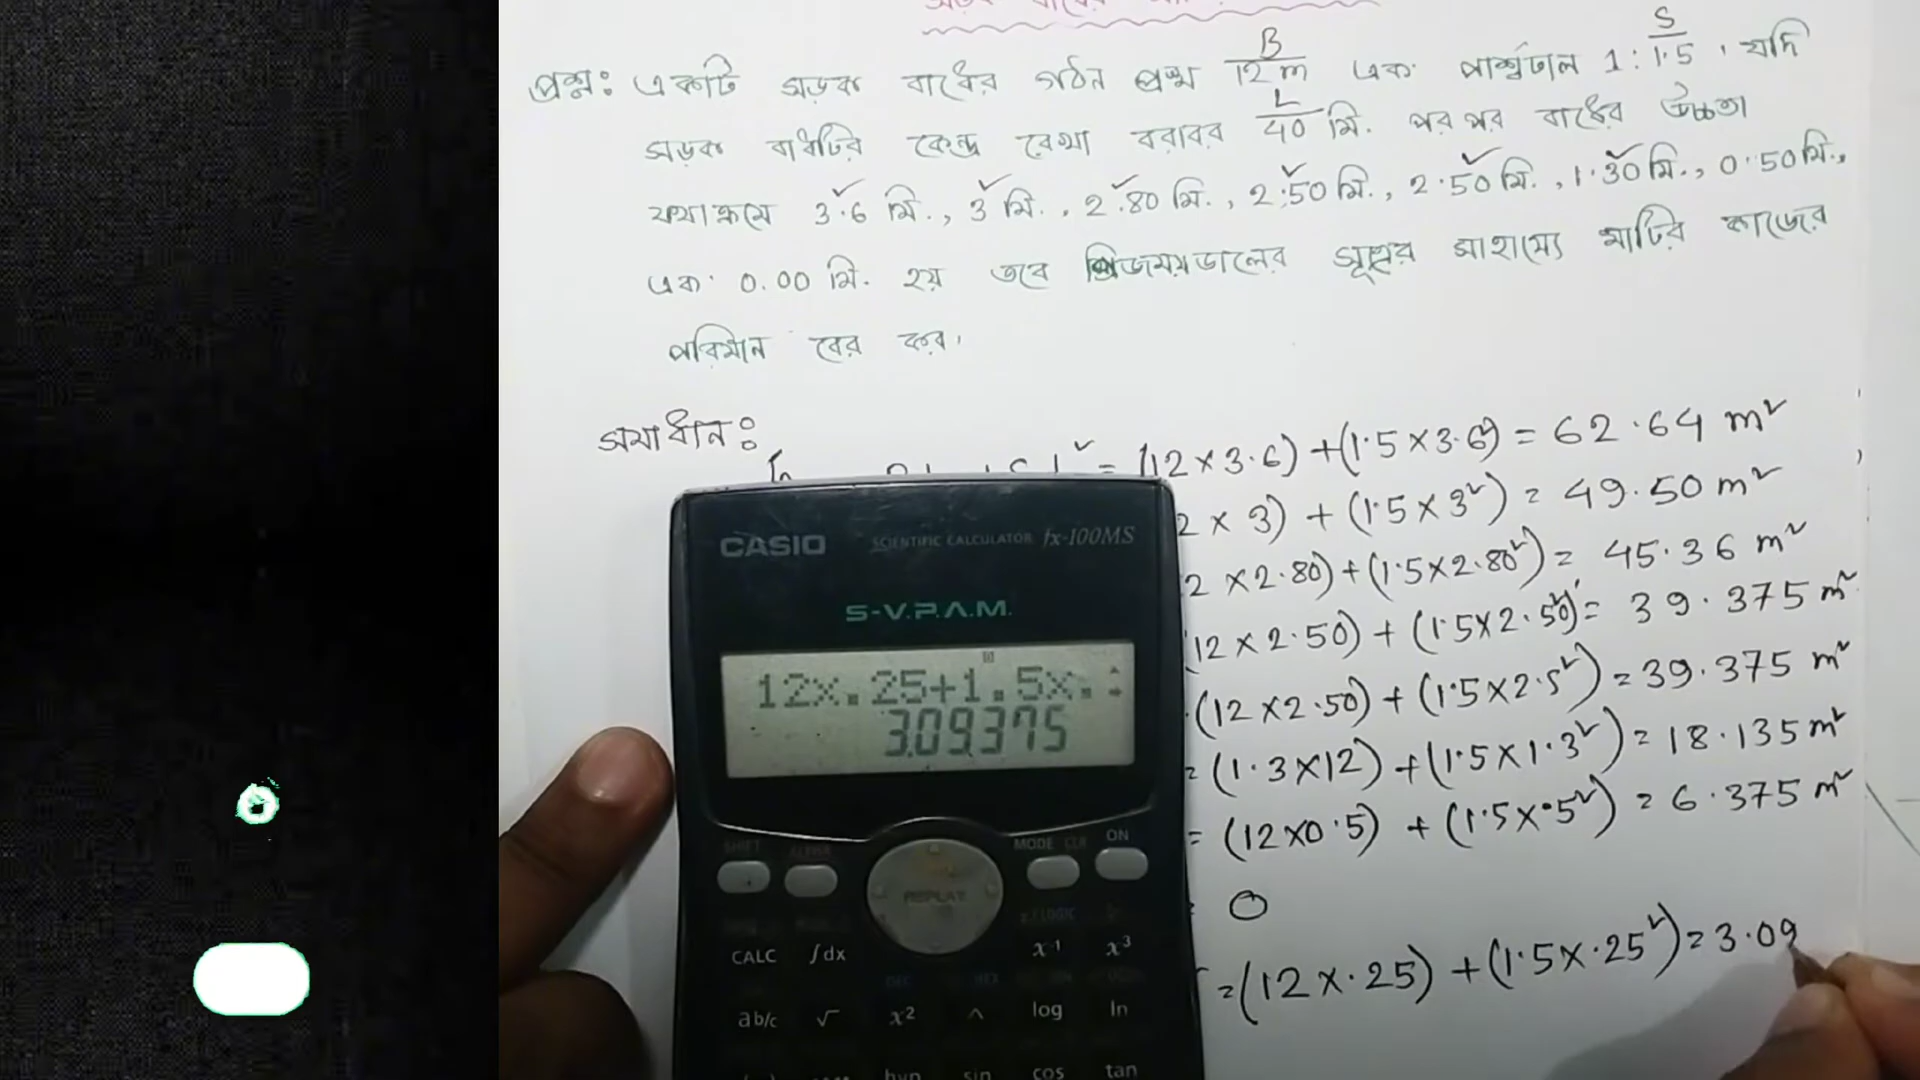 B S
প্রশ্ন: একটি সড়ক বাধের গঠন প্রস্থ 12 m এবং পার্শ্বঢাল 1 : 1.5 , যদি
L
সড়ক বাধটির কেন্দ্র রেখা বরাবর 40 মি. পর পর বাধের উচ্চতা
যথাক্রমে 3.6 মি., 3 মি., 2.80 মি., 2.50 মি., 2.50 মি., 1.30 মি., 0.50 মি.,
এবং 0.00 মি. হয় তবে প্রিজময়ডালের সূত্রের সাহায্যে মাটির কাজের
পরিমান বের কর।
সমাধান:
= (12 × 3.6) + (1.5 × 3.6²) = 62.64 m²
2 × 3) + (1.5 × 3²) = 49.50 m²
2 × 2.80) + (1.5 × 2.80²) = 45.36 m²
(12 × 2.50) + (1.5 × 2.50²) = 39.375 m²
(12 × 2.50) + (1.5 × 2.5²) = 39.375 m²
= (1.3 × 12) + (1.5 × 1.3²) = 18.135 m²
= (12 × 0.5) + (1.5 × .5²) = 6.375 m²
= 0
= (12 × .25) + (1.5 × .25²) = 3.09
CASIO SCIENTIFIC CALCULATOR fx-100MS
S-V.P.A.M.
12x.25+1.5x.
3.09375
SHIFT ALPHA MODE CLR ON
REPLAY
CALC ∫dx x-1 x3
ab/c √ x2 ^ log ln
hyp sin cos tan